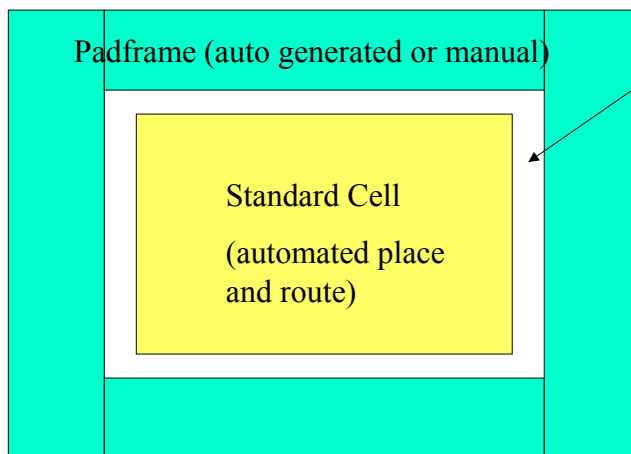 Padframe (auto generated or manual)
Standard Cell
(automated place
and route)